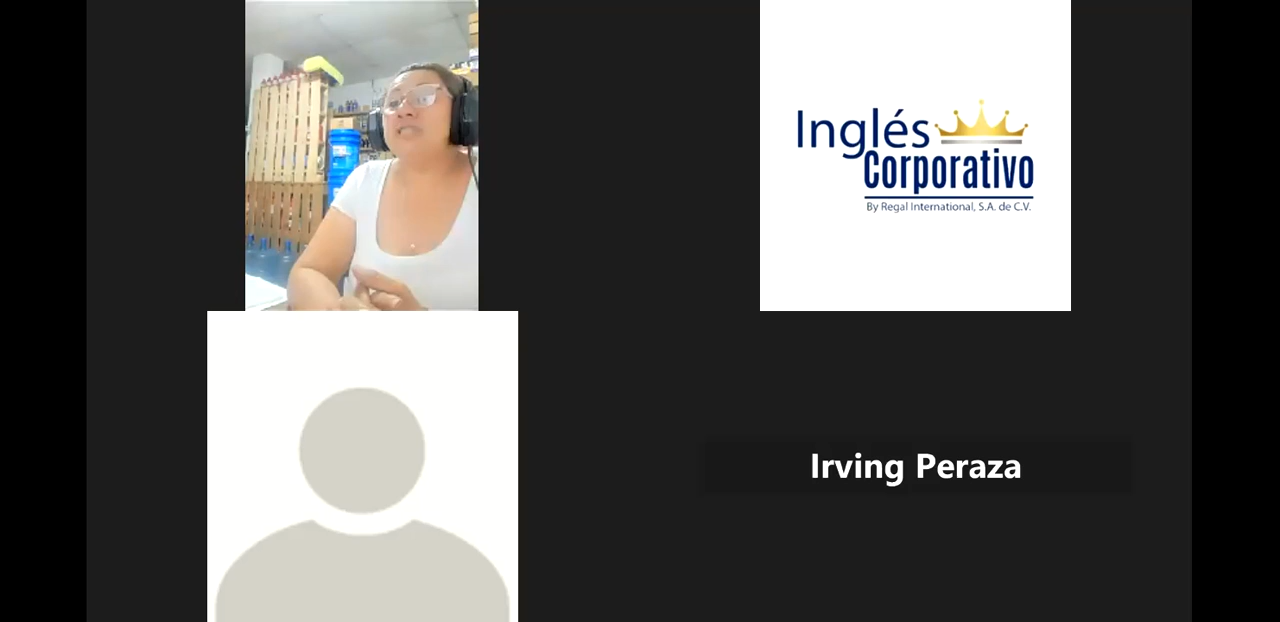 Inglés
Corporativo
By Regal International, S.A. de C.V.
Irving Peraza